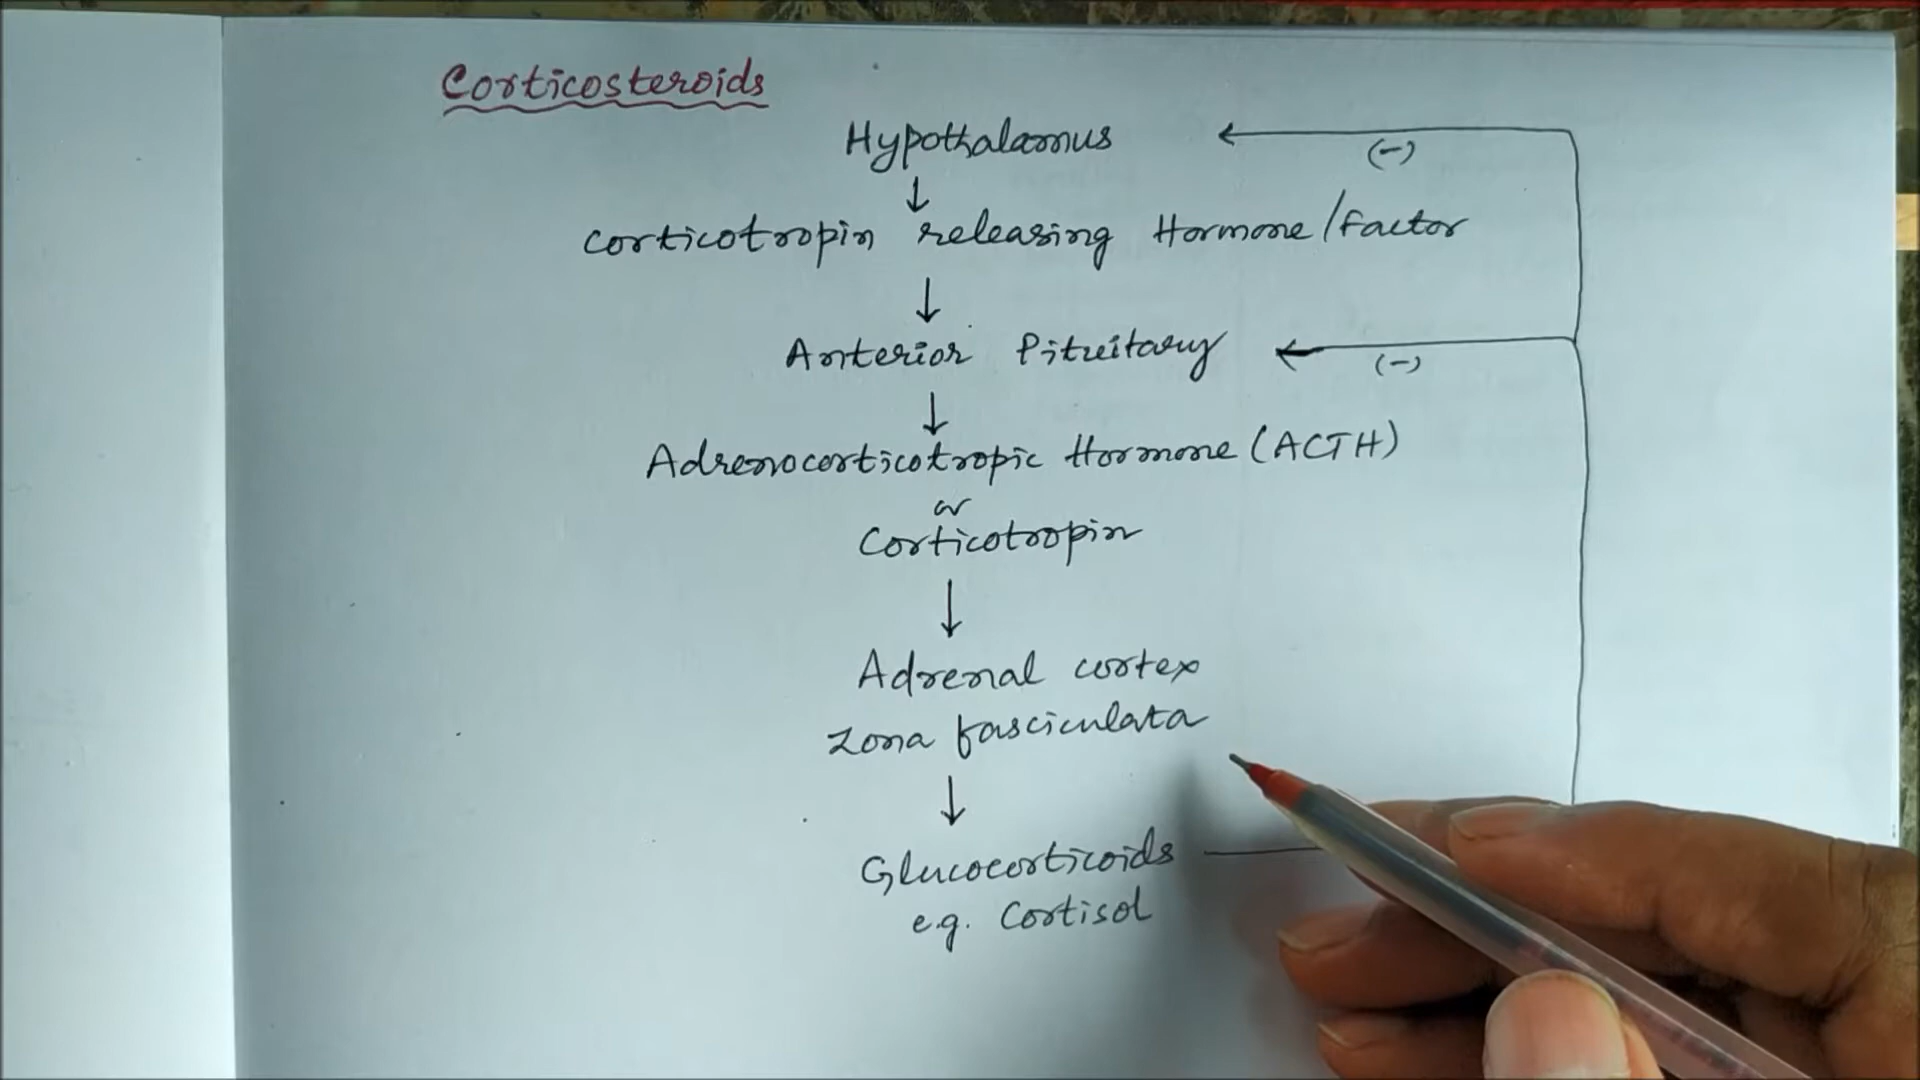 Corticosteroids
Hypothalamus
(-)
↓
corticotropin releasing Hormone/Factor
↓
Anterior Pituitary
(-)
↓
Adrenocorticotropic Hormone (ACTH)
or
Corticotropin
↓
Adrenal cortex
Zona fasciculata
↓
Glucocorticoids
e.g. Cortisol